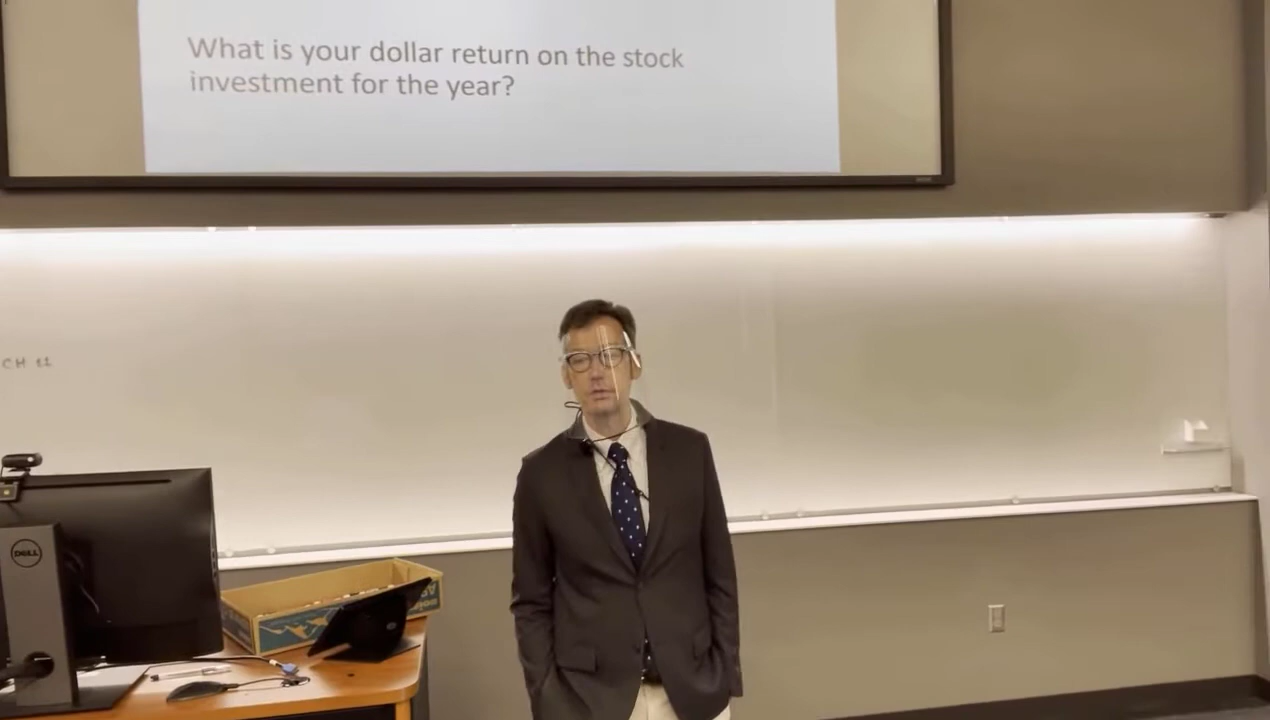 What is your dollar return on the stock
investment for the year?
CH 11
DELL